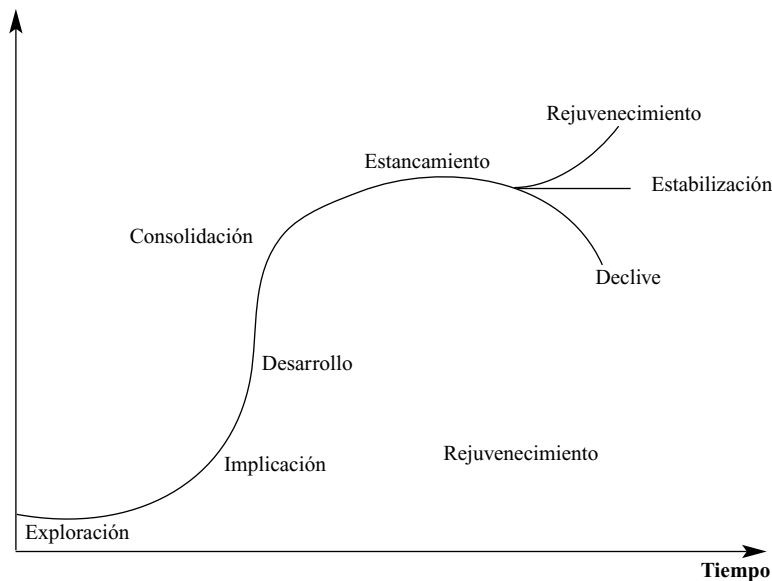 Rejuvenecimiento
Estancamiento
Estabilización
Consolidación
Declive
Desarrollo
Rejuvenecimiento
Implicación
Exploración
Tiempo